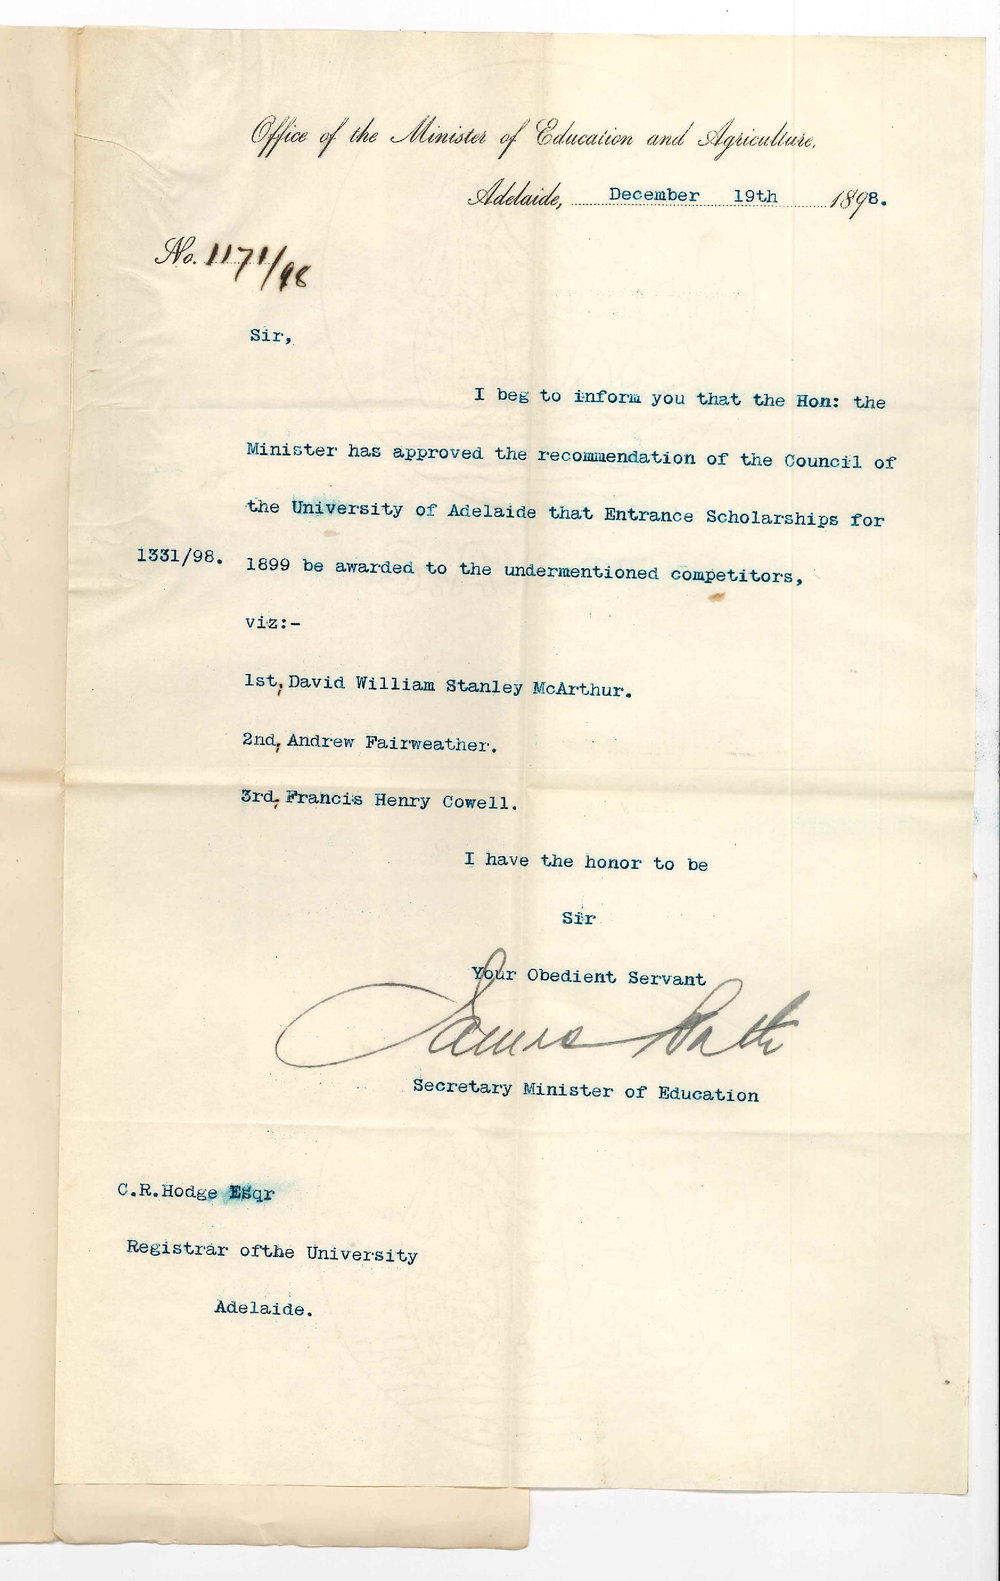 Office of the Minister of Education and Agriculture.
Adelaide, December 19th 1898.
No. 1171/98
Sir,
I beg to inform you that the Hon: the
Minister has approved the recommendation of the Council of
the University of Adelaide that Entrance Scholarships for
1331/98. 1899 be awarded to the undermentioned competitors,
viz:-
1st, David William Stanley McArthur.
2nd, Andrew Fairweather.
3rd, Francis Henry Cowell.
I have the honor to be
Sir
Your Obedient Servant
James Bath
Secretary Minister of Education
C.R.Hodge Esqr
Registrar ofthe University
Adelaide.